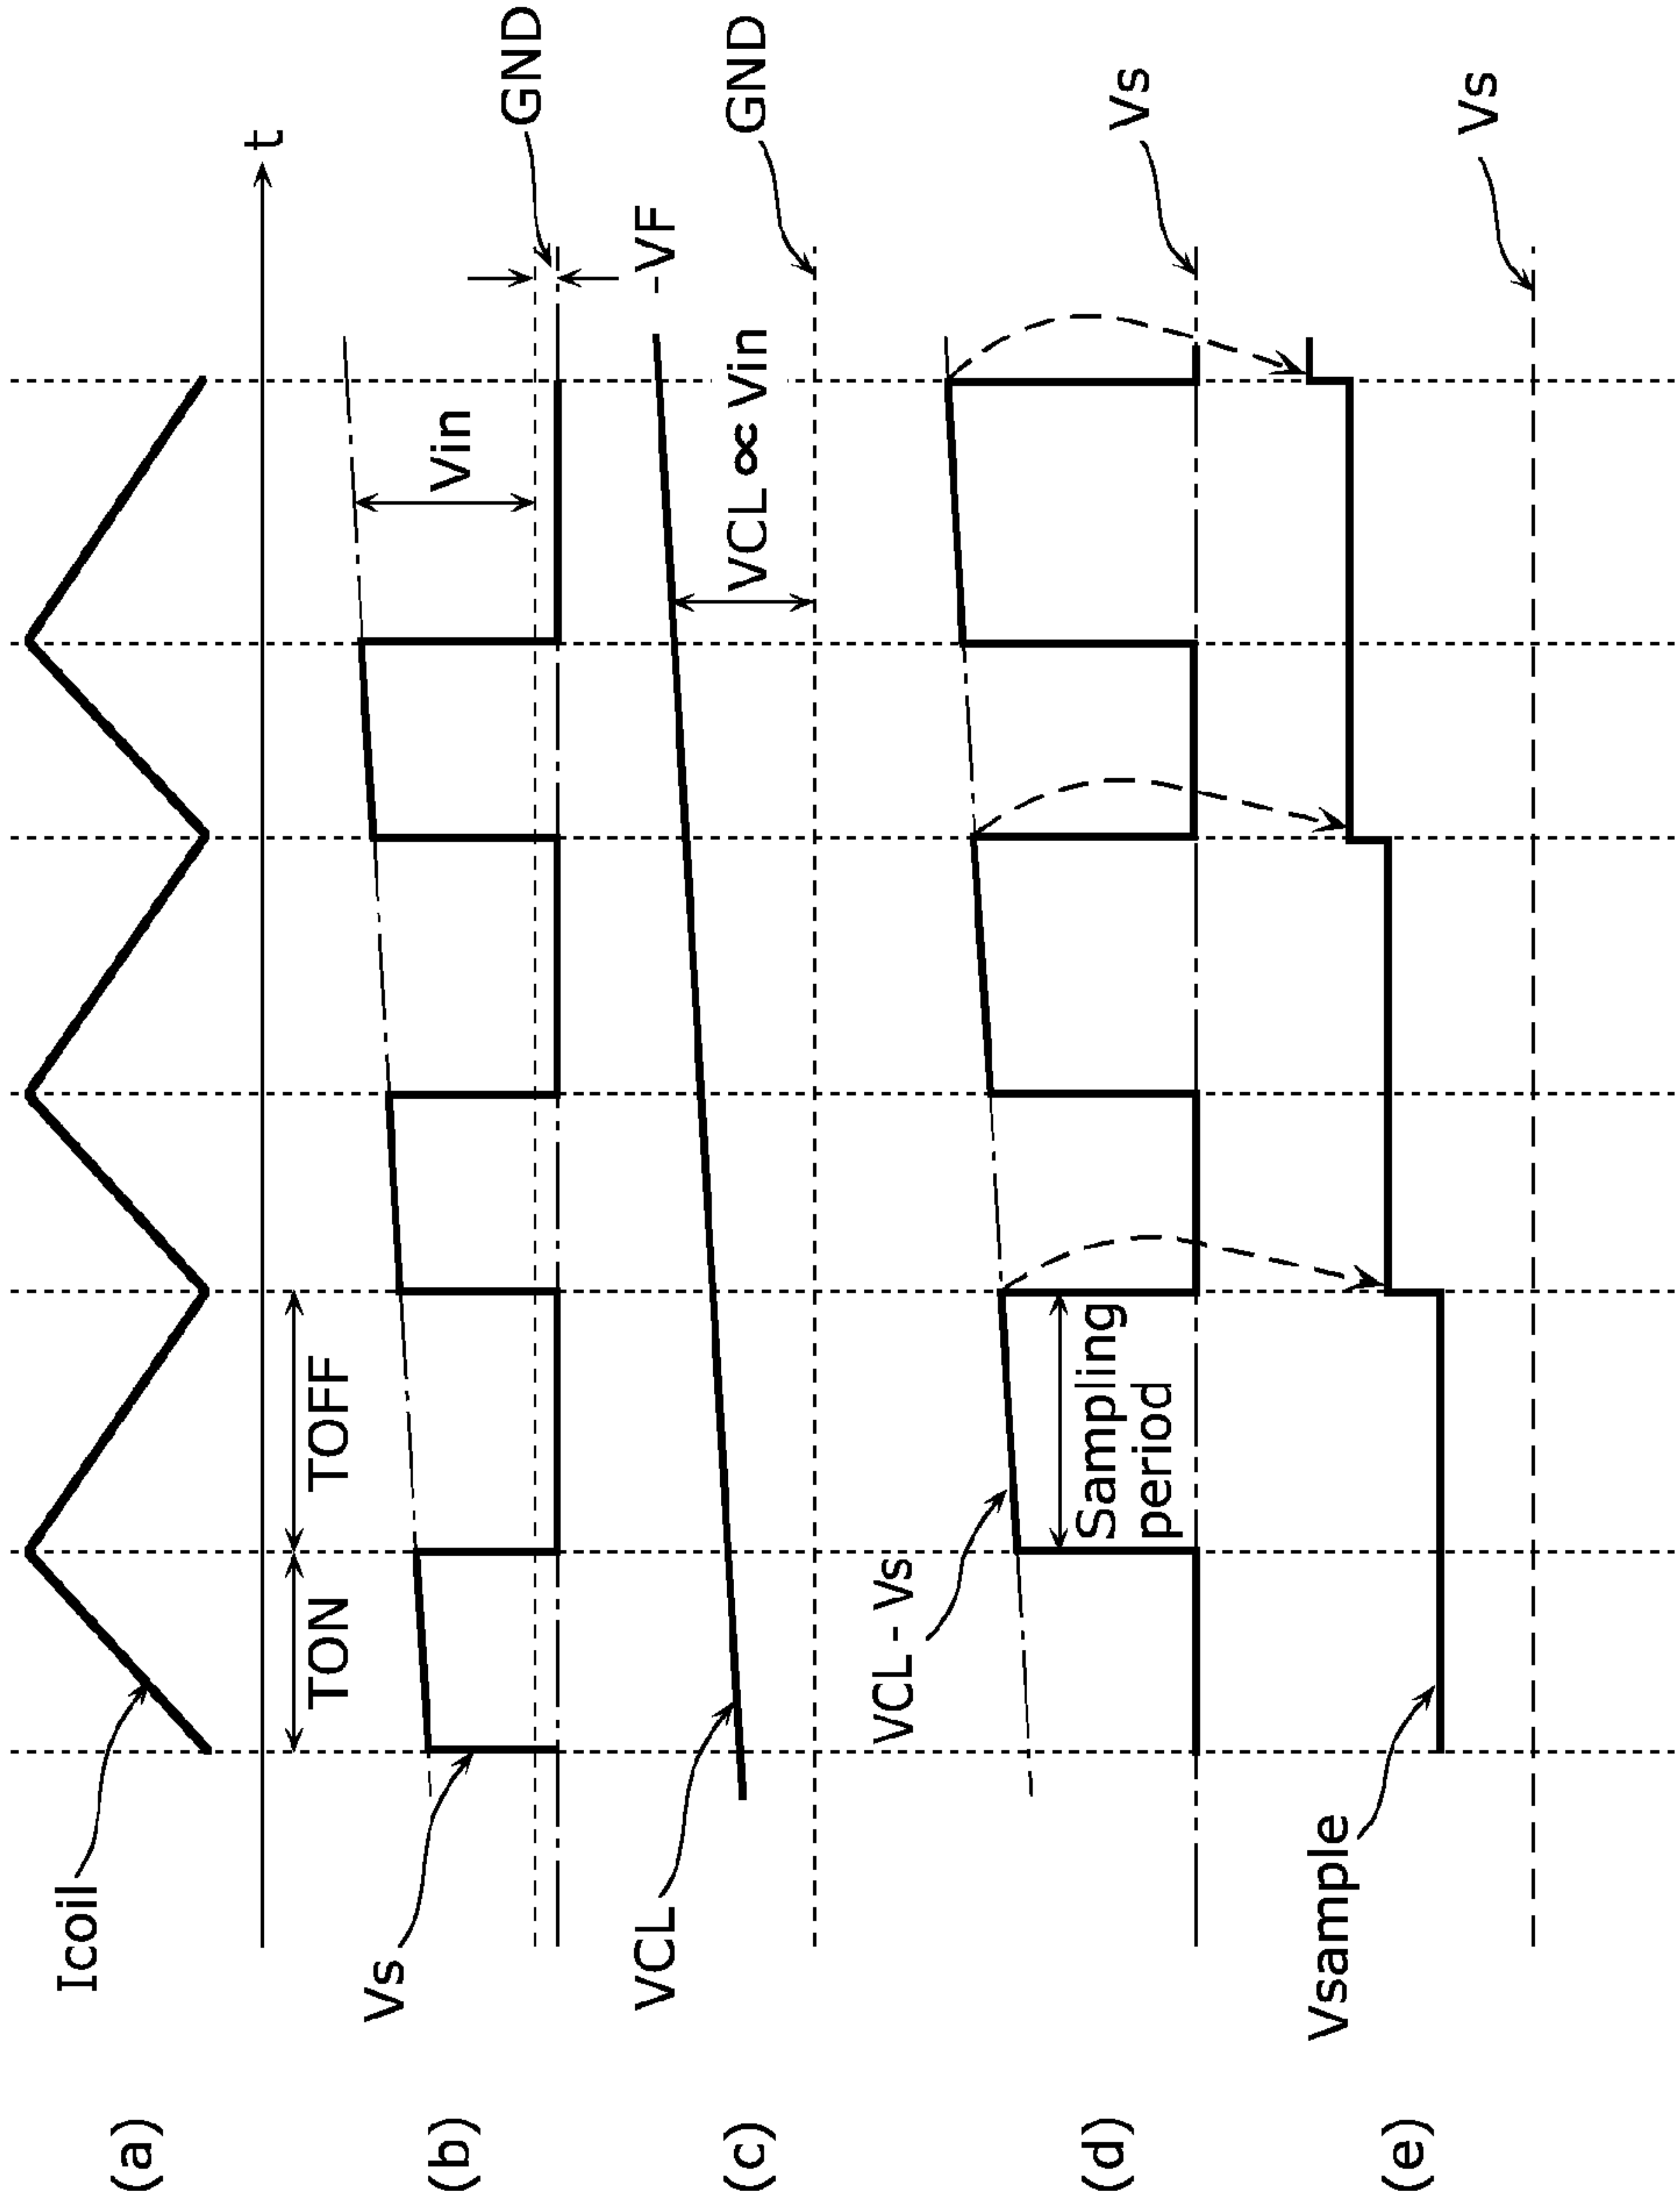 (a)
Icoil
t
TON
TOFF
(b)
Vs
Vin
GND
-VF
(c)
VCL
VCL∝Vin
GND
(d)
VCL-Vs
Sampling
period
Vs
(e)
Vsample
Vs